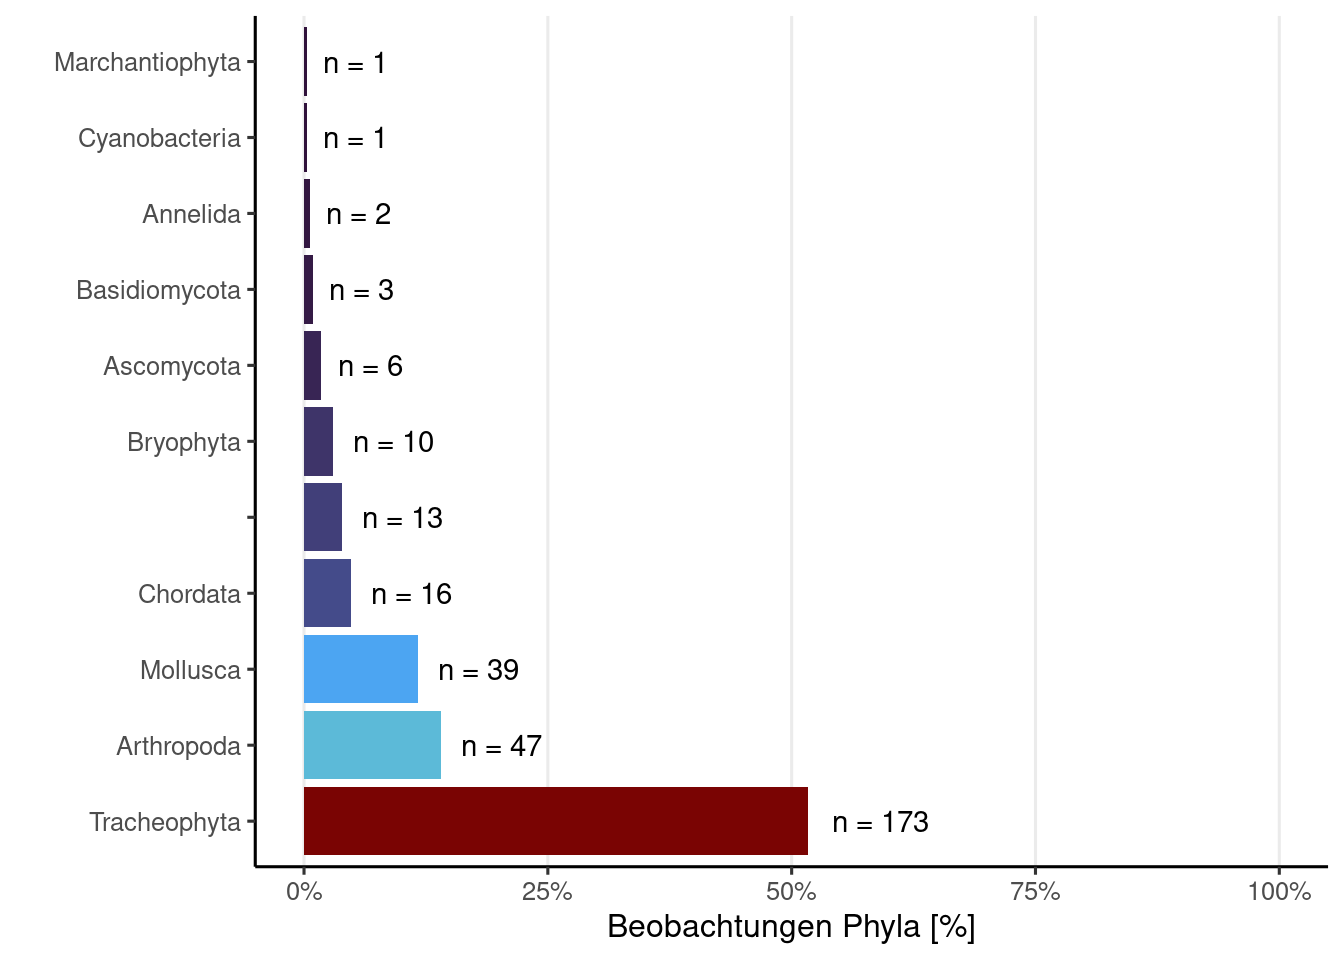 Marchantiophyta n = 1
Cyanobacteria n = 1
Annelida n = 2
Basidiomycota n = 3
Ascomycota n = 6
Bryophyta n = 10
n = 13
Chordata n = 16
Mollusca n = 39
Arthropoda n = 47
Tracheophyta n = 173
0% 25% 50% 75% 100%
Beobachtungen Phyla [%]